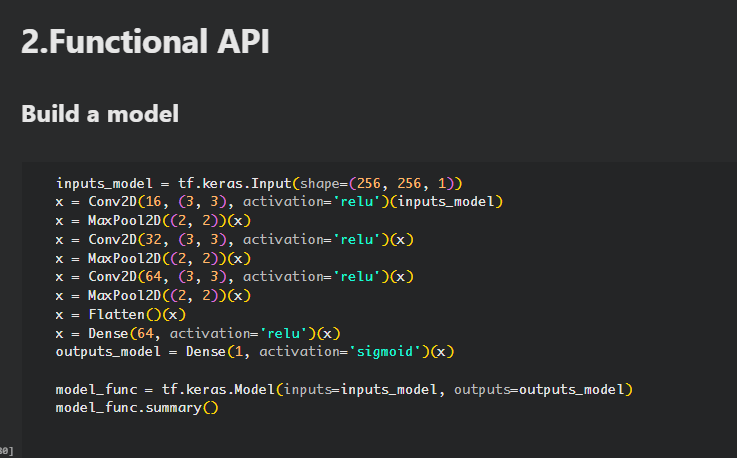 2.Functional API
Build a model
inputs_model = tf.keras.Input(shape=(256, 256, 1))
x = Conv2D(16, (3, 3), activation='relu')(inputs_model)
x = MaxPool2D((2, 2))(x)
x = Conv2D(32, (3, 3), activation='relu')(x)
x = MaxPool2D((2, 2))(x)
x = Conv2D(64, (3, 3), activation='relu')(x)
x = MaxPool2D((2, 2))(x)
x = Flatten()(x)
x = Dense(64, activation='relu')(x)
outputs_model = Dense(1, activation='sigmoid')(x)
model_func = tf.keras.Model(inputs=inputs_model, outputs=outputs_model)
model_func.summary()